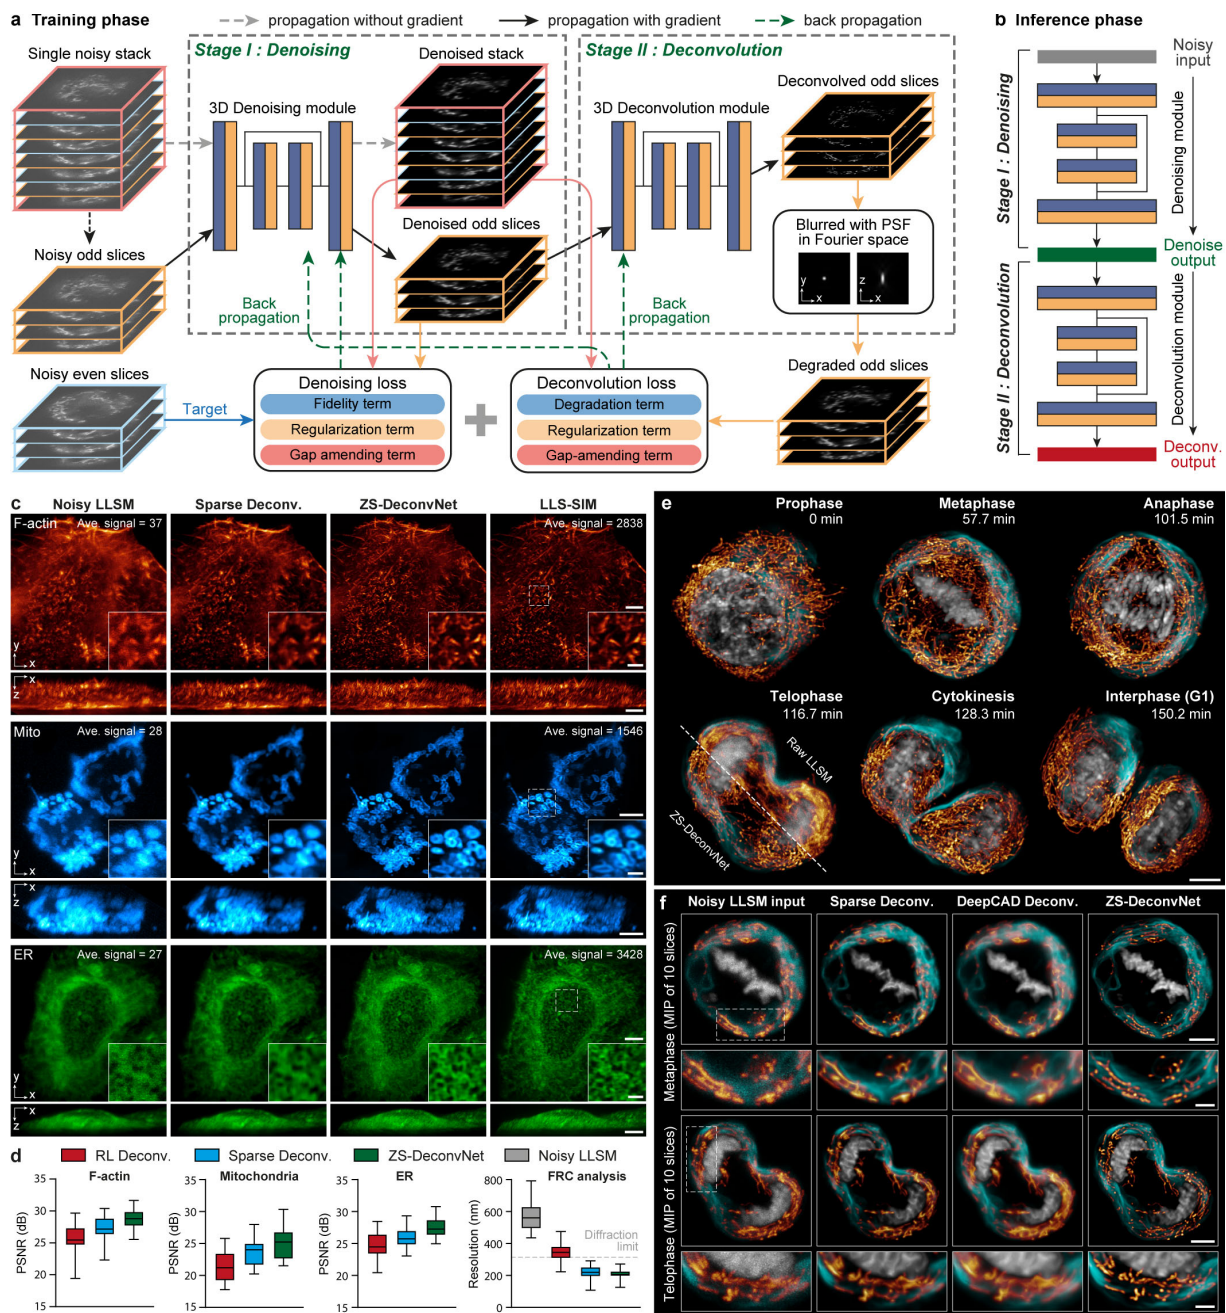 a Training phase
propagation without gradient
propagation with gradient
back propagation
Single noisy stack
Stage I : Denoising
Denoised stack
Stage II : Deconvolution
3D Denoising module
3D Deconvolution module
Deconvolved odd slices
Noisy odd slices
Denoised odd slices
Blurred with PSF
in Fourier space
y
x
z
x
Back
propagation
Back
propagation
Noisy even slices
Target
Denoising loss
Fidelity term
Regularization term
Gap amending term
Deconvolution loss
Degradation term
Regularization term
Gap-amending term
Degraded odd slices
b Inference phase
Noisy
input
Stage I : Denoising
Denoising module
Denoise
output
Stage II : Deconvolution
Deconvolution module
Deconv.
output
c
Noisy LLSM
Sparse Deconv.
ZS-DeconvNet
LLS-SIM
F-actin
Ave. signal = 37
Ave. signal = 2838
y
x
x
z
Mito
Ave. signal = 28
Ave. signal = 1546
y
x
x
z
ER
Ave. signal = 27
Ave. signal = 3428
y
x
x
z
d
RL Deconv.
Sparse Deconv.
ZS-DeconvNet
Noisy LLSM
F-actin
PSNR (dB)
35
30
25
20
15
Mitochondria
PSNR (dB)
35
30
25
20
15
ER
PSNR (dB)
35
30
25
20
15
FRC analysis
Resolution (nm)
800
600
400
200
0
Diffraction
limit
e
Prophase
0 min
Metaphase
57.7 min
Anaphase
101.5 min
Telophase
116.7 min
Raw LLSM
ZS-DeconvNet
Cytokinesis
128.3 min
Interphase (G1)
150.2 min
f
Noisy LLSM input
Sparse Deconv.
DeepCAD Deconv.
ZS-DeconvNet
Metaphase (MIP of 10 slices)
Telophase (MIP of 10 slices)